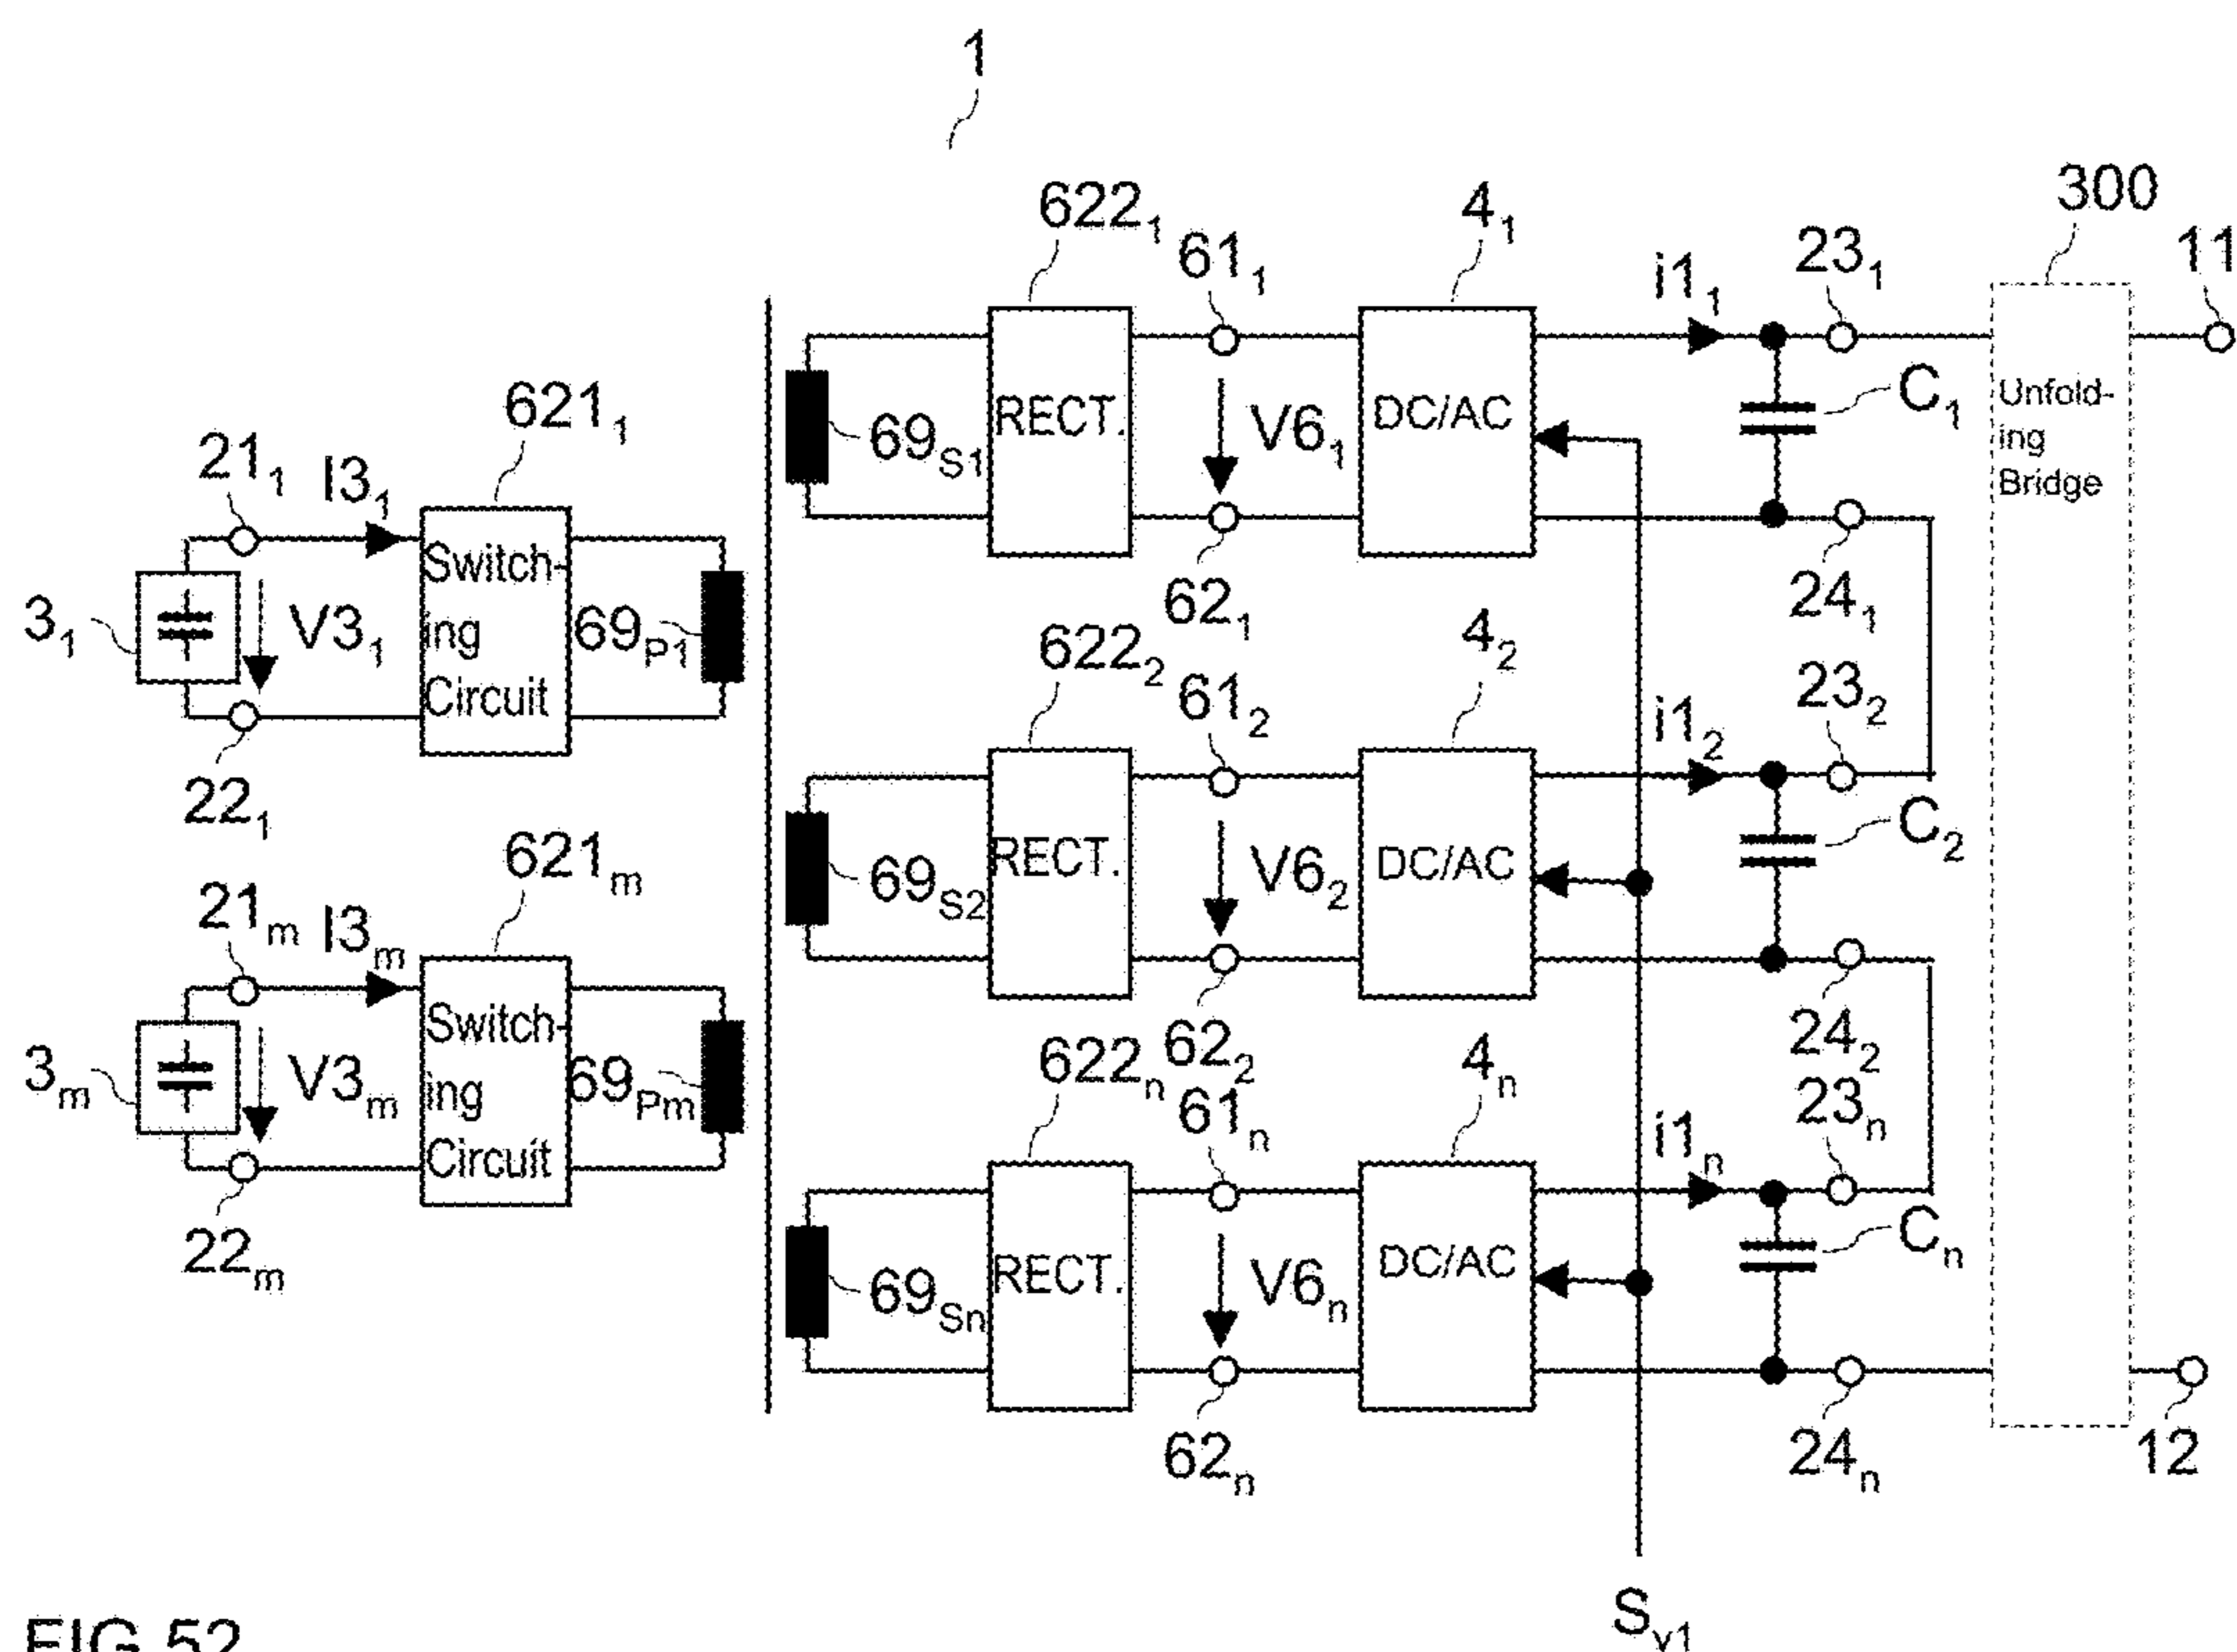 1
300
622₁
4₁
61₁
i1₁
23₁
11
RECT.
DC/AC
V6₁
69S1
C₁
Unfold-
ing
Bridge
62₁
24₁
621₁
21₁
I3₁
3₁
V3₁
Switch-
ing
Circuit
69P1
22₁
622₂
61₂
4₂
i1₂
23₂
RECT.
DC/AC
V6₂
69S2
C₂
62₂
24₂
621m
21m
I3m
3m
V3m
Switch-
ing
Circuit
69Pm
22m
622n
61n
4n
i1n
23n
RECT.
DC/AC
V6n
69Sn
Cn
62n
24n
12
Sv1
FIG 52